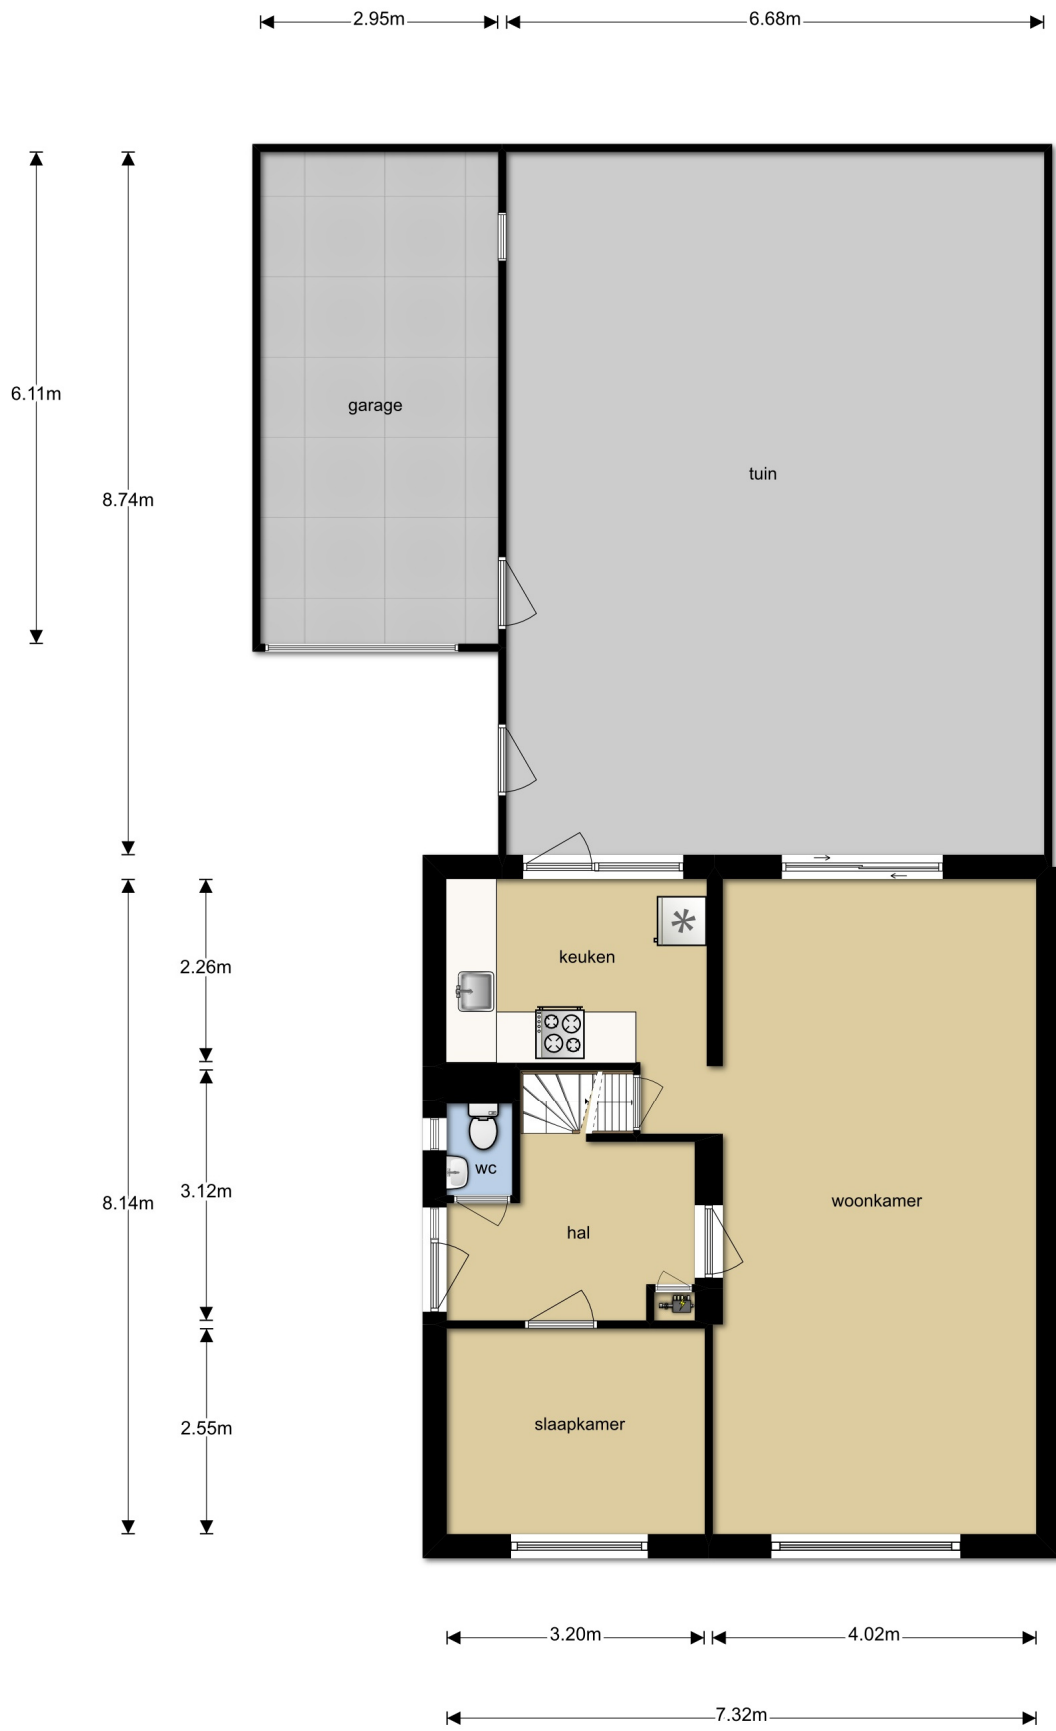 2.95m
6.68m
6.11m
8.74m
garage
tuin
2.26m
keuken
8.14m
3.12m
wc
hal
woonkamer
2.55m
slaapkamer
3.20m
4.02m
7.32m